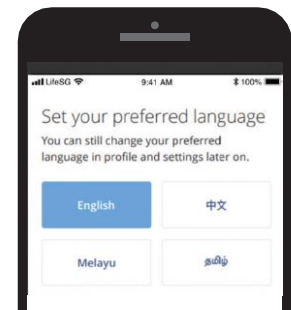 LifeSG 9:41 AM 100%
Set your preferred language
You can still change your preferred
language in profile and settings later on.
English 中文
Melayu தமிழ்